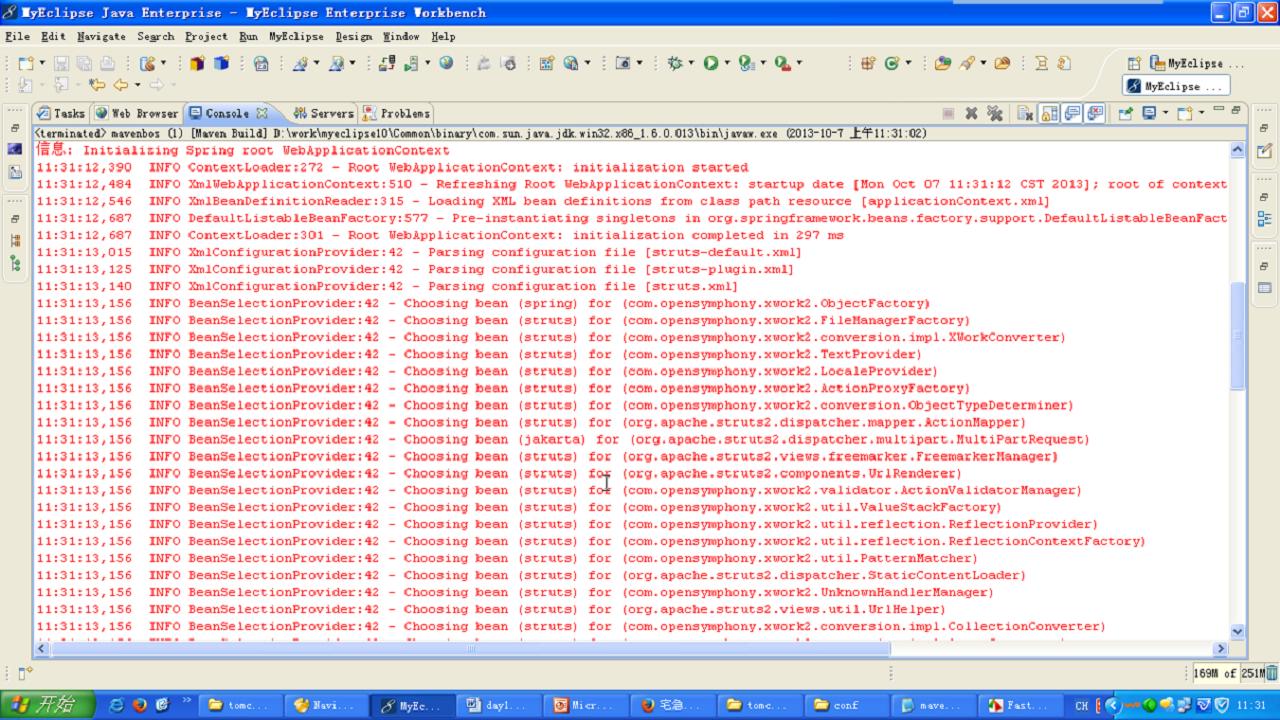 MyEclipse Java Enterprise - MyEclipse Enterprise Workbench
File Edit Navigate Search Project Run MyEclipse Design Window Help
MyEclipse ...
MyEclipse ...
Tasks Web Browser Console Servers Problems
<terminated> mavenbos (1) [Maven Build] D:\work\myeclipse10\Common\binary\com.sun.java.jdk.win32.x86_1.6.0.013\bin\javaw.exe (2013-10-7 上午11:31:02)
信息: Initializing Spring root WebApplicationContext
11:31:12,390 INFO ContextLoader:272 - Root WebApplicationContext: initialization started
11:31:12,484 INFO XmlWebApplicationContext:510 - Refreshing Root WebApplicationContext: startup date [Mon Oct 07 11:31:12 CST 2013]; root of context
11:31:12,546 INFO XmlBeanDefinitionReader:315 - Loading XML bean definitions from class path resource [applicationContext.xml]
11:31:12,687 INFO DefaultListableBeanFactory:577 - Pre-instantiating singletons in org.springframework.beans.factory.support.DefaultListableBeanFact
11:31:12,687 INFO ContextLoader:301 - Root WebApplicationContext: initialization completed in 297 ms
11:31:13,015 INFO XmlConfigurationProvider:42 - Parsing configuration file [struts-default.xml]
11:31:13,125 INFO XmlConfigurationProvider:42 - Parsing configuration file [struts-plugin.xml]
11:31:13,140 INFO XmlConfigurationProvider:42 - Parsing configuration file [struts.xml]
11:31:13,156 INFO BeanSelectionProvider:42 - Choosing bean (spring) for (com.opensymphony.xwork2.ObjectFactory)
11:31:13,156 INFO BeanSelectionProvider:42 - Choosing bean (struts) for (com.opensymphony.xwork2.FileManagerFactory)
11:31:13,156 INFO BeanSelectionProvider:42 - Choosing bean (struts) for (com.opensymphony.xwork2.conversion.impl.XWorkConverter)
11:31:13,156 INFO BeanSelectionProvider:42 - Choosing bean (struts) for (com.opensymphony.xwork2.TextProvider)
11:31:13,156 INFO BeanSelectionProvider:42 - Choosing bean (struts) for (com.opensymphony.xwork2.LocaleProvider)
11:31:13,156 INFO BeanSelectionProvider:42 - Choosing bean (struts) for (com.opensymphony.xwork2.ActionProxyFactory)
11:31:13,156 INFO BeanSelectionProvider:42 - Choosing bean (struts) for (com.opensymphony.xwork2.conversion.ObjectTypeDeterminer)
11:31:13,156 INFO BeanSelectionProvider:42 - Choosing bean (struts) for (org.apache.struts2.dispatcher.mapper.ActionMapper)
11:31:13,156 INFO BeanSelectionProvider:42 - Choosing bean (jakarta) for (org.apache.struts2.dispatcher.multipart.MultiPartRequest)
11:31:13,156 INFO BeanSelectionProvider:42 - Choosing bean (struts) for (org.apache.struts2.views.freemarker.FreemarkerManager)
11:31:13,156 INFO BeanSelectionProvider:42 - Choosing bean (struts) for (org.apache.struts2.components.UrlRenderer)
11:31:13,156 INFO BeanSelectionProvider:42 - Choosing bean (struts) for (com.opensymphony.xwork2.validator.ActionValidatorManager)
11:31:13,156 INFO BeanSelectionProvider:42 - Choosing bean (struts) for (com.opensymphony.xwork2.util.ValueStackFactory)
11:31:13,156 INFO BeanSelectionProvider:42 - Choosing bean (struts) for (com.opensymphony.xwork2.util.reflection.ReflectionProvider)
11:31:13,156 INFO BeanSelectionProvider:42 - Choosing bean (struts) for (com.opensymphony.xwork2.util.reflection.ReflectionContextFactory)
11:31:13,156 INFO BeanSelectionProvider:42 - Choosing bean (struts) for (com.opensymphony.xwork2.util.PatternMatcher)
11:31:13,156 INFO BeanSelectionProvider:42 - Choosing bean (struts) for (org.apache.struts2.dispatcher.StaticContentLoader)
11:31:13,156 INFO BeanSelectionProvider:42 - Choosing bean (struts) for (com.opensymphony.xwork2.UnknownHandlerManager)
11:31:13,156 INFO BeanSelectionProvider:42 - Choosing bean (struts) for (org.apache.struts2.views.util.UrlHelper)
11:31:13,156 INFO BeanSelectionProvider:42 - Choosing bean (struts) for (com.opensymphony.xwork2.conversion.impl.CollectionConverter)
169M of 251M
开始 tomc... Navi... MyEc... day1... Micr... 宅急... tomc... conf mave... Fast... CH 11:31